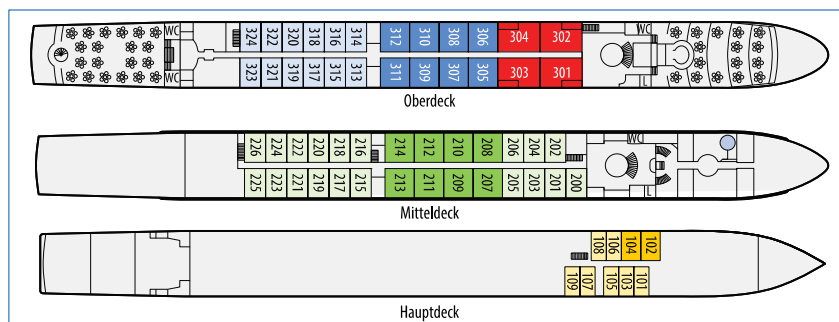 WC 324 322 320 318 316 314 312 310 308 306 304 302 WC
WC 323 321 319 317 315 313 311 309 307 305 303 301 L
Oberdeck
226 224 222 220 218 216 214 212 210 208 206 204 202 WC
225 223 221 219 217 215 213 211 209 207 205 203 201 200 L
Mitteldeck
108 106 104 102
109 107 105 103 101
Hauptdeck